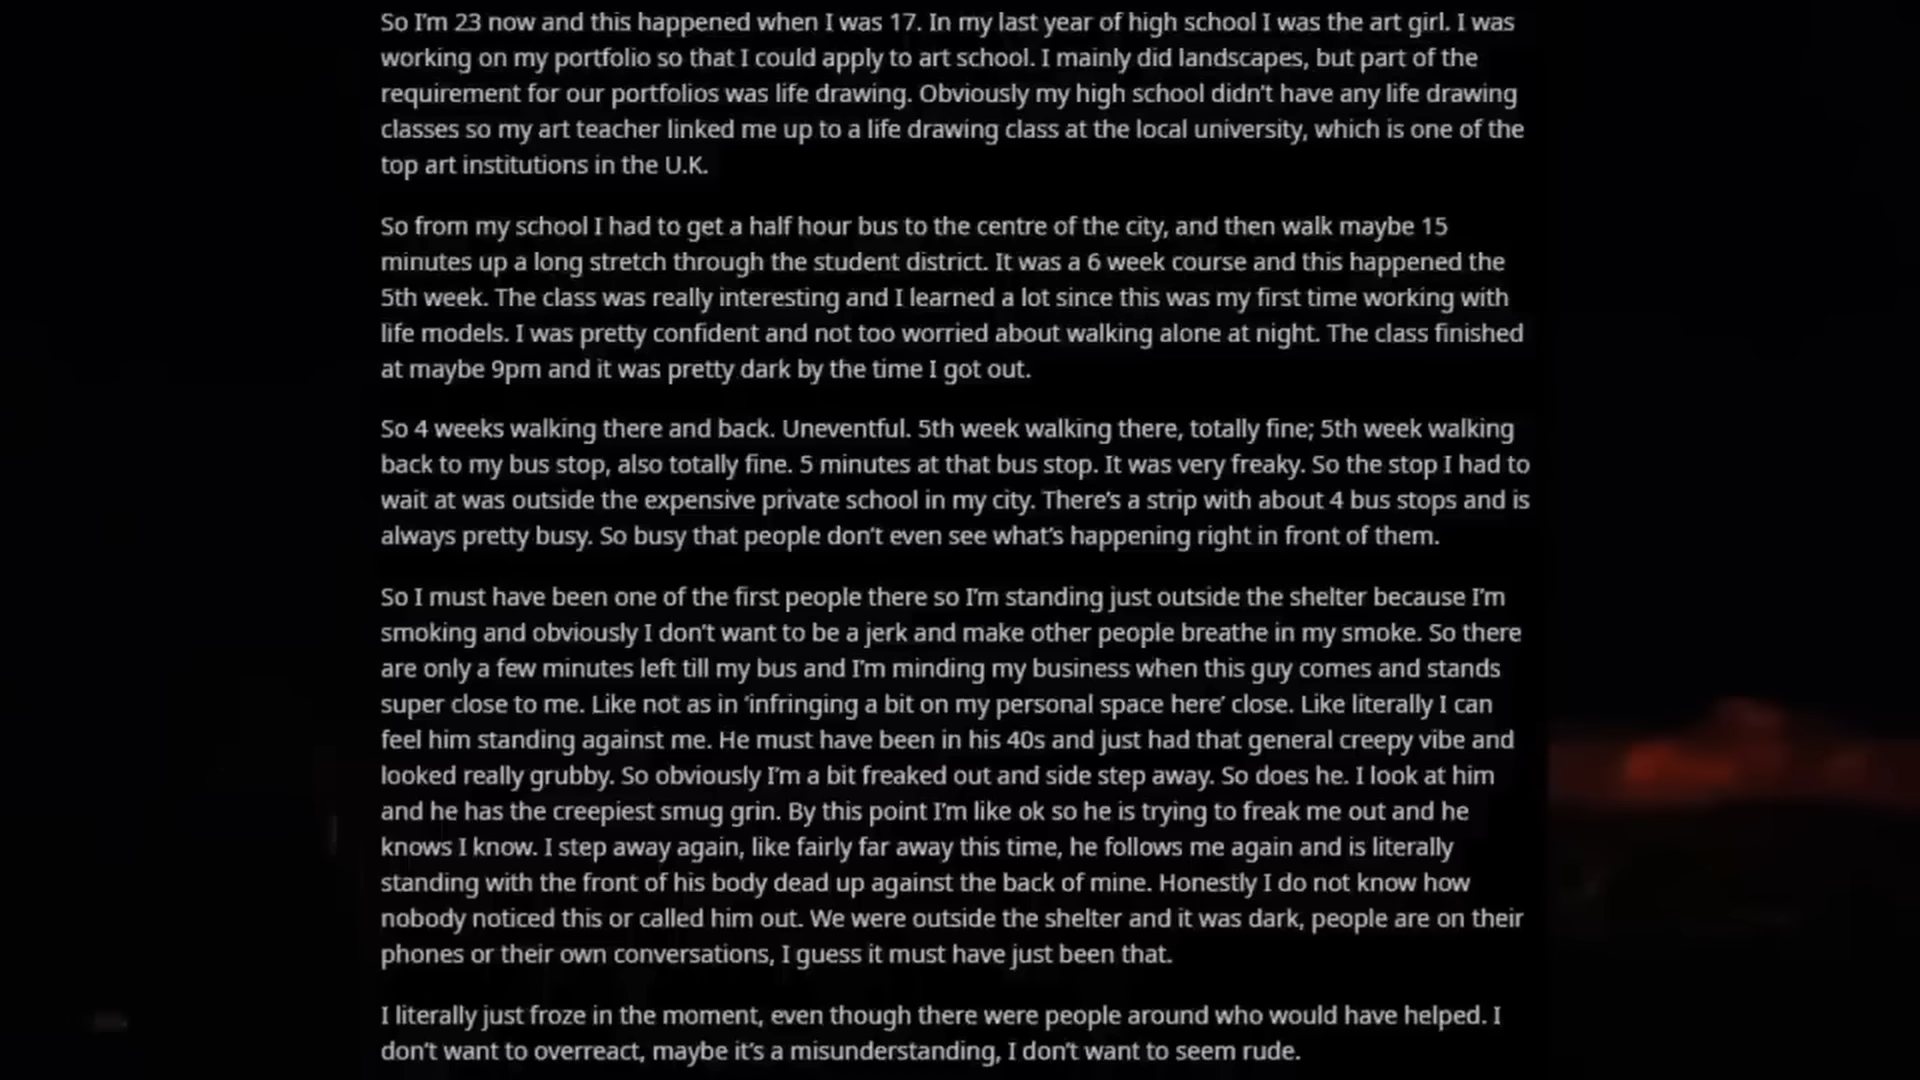 So I'm 23 now and this happened when I was 17. In my last year of high school I was the art girl. I was
working on my portfolio so that I could apply to art school. I mainly did landscapes, but part of the
requirement for our portfolios was life drawing. Obviously my high school didn't have any life drawing
classes so my art teacher linked me up to a life drawing class at the local university, which is one of the
top art institutions in the U.K.
So from my school I had to get a half hour bus to the centre of the city, and then walk maybe 15
minutes up a long stretch through the student district. It was a 6 week course and this happened the
5th week. The class was really interesting and I learned a lot since this was my first time working with
life models. I was pretty confident and not too worried about walking alone at night. The class finished
at maybe 9pm and it was pretty dark by the time I got out.
So 4 weeks walking there and back. Uneventful. 5th week walking there, totally fine; 5th week walking
back to my bus stop, also totally fine. 5 minutes at that bus stop. It was very freaky. So the stop I had to
wait at was outside the expensive private school in my city. There's a strip with about 4 bus stops and is
always pretty busy. So busy that people don't even see what's happening right in front of them.
So I must have been one of the first people there so I'm standing just outside the shelter because I'm
smoking and obviously I don't want to be a jerk and make other people breathe in my smoke. So there
are only a few minutes left till my bus and I'm minding my business when this guy comes and stands
super close to me. Like not as in 'infringing a bit on my personal space here' close. Like literally I can
feel him standing against me. He must have been in his 40s and just had that general creepy vibe and
looked really grubby. So obviously I'm a bit freaked out and side step away. So does he. I look at him
and he has the creepiest smug grin. By this point I'm like ok so he is trying to freak me out and he
knows I know. I step away again, like fairly far away this time, he follows me again and is literally
standing with the front of his body dead up against the back of mine. Honestly I do not know how
nobody noticed this or called him out. We were outside the shelter and it was dark, people are on their
phones or their own conversations, I guess it must have just been that.
I literally just froze in the moment, even though there were people around who would have helped. I
don't want to overreact, maybe it's a misunderstanding, I don't want to seem rude.